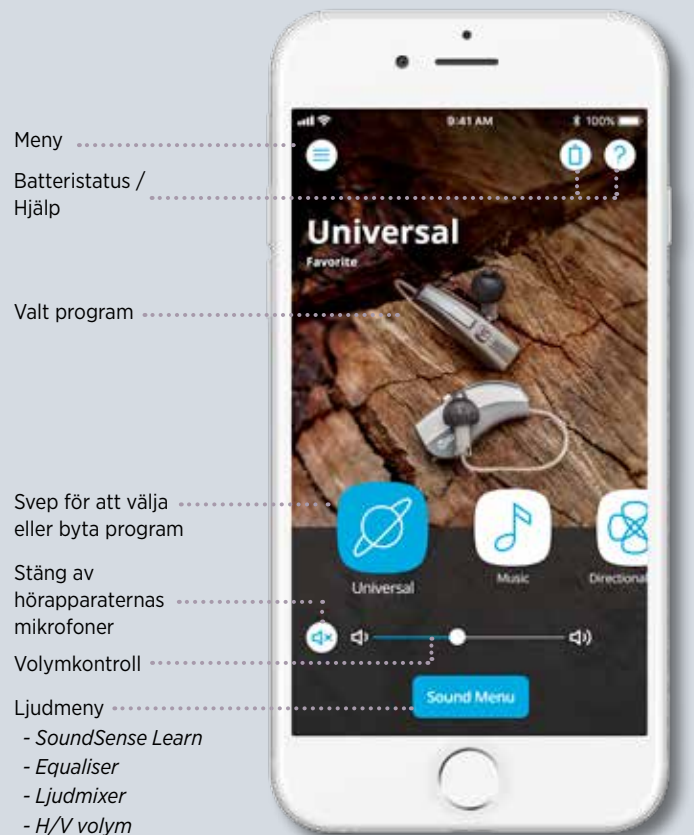 Meny
Batteristatus /
Hjälp
Valt program
Svep för att välja
eller byta program
Stäng av
hörapparaternas
mikrofoner
Volymkontroll
Ljudmeny
- SoundSense Learn
- Equaliser
- Ljudmixer
- H/V volym
9:41 AM
100%
?
Universal
Favorite
Universal
Music
Directional
Sound Menu